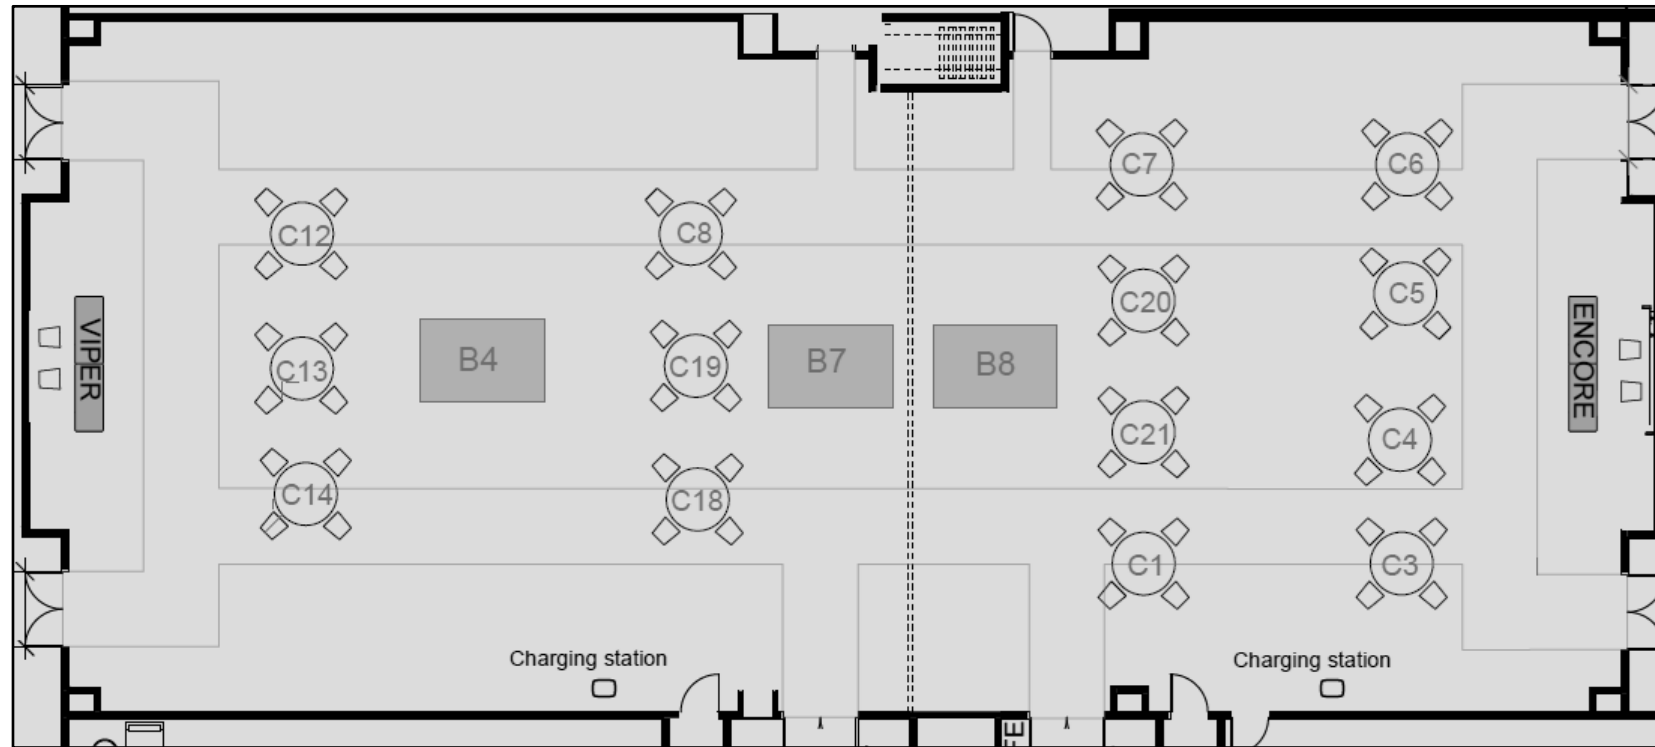 C7
C6
C12
C8
C20
C5
VIPER
B4
C19
B7
B8
ENCORE
C13
C21
C4
C14
C18
C1
C3
Charging station
Charging station